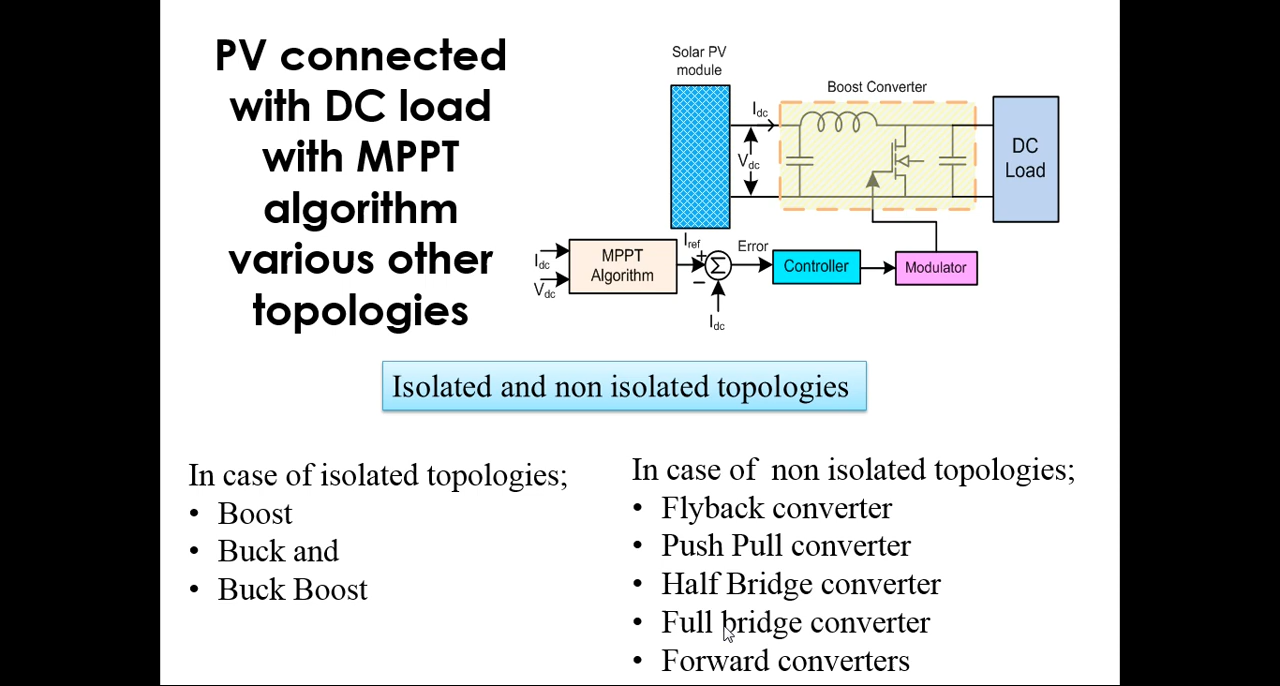 PV connected
with DC load
with MPPT
algorithm
various other
topologies
Solar PV
module
Boost Converter
Idc
Vdc
DC
Load
Idc
Vdc
MPPT
Algorithm
Iref
+
−
Σ
Idc
Error
Controller
Modulator
Isolated and non isolated topologies
In case of isolated topologies;
• Boost
• Buck and
• Buck Boost
In case of  non isolated topologies;
• Flyback converter
• Push Pull converter
• Half Bridge converter
• Full bridge converter
• Forward converters